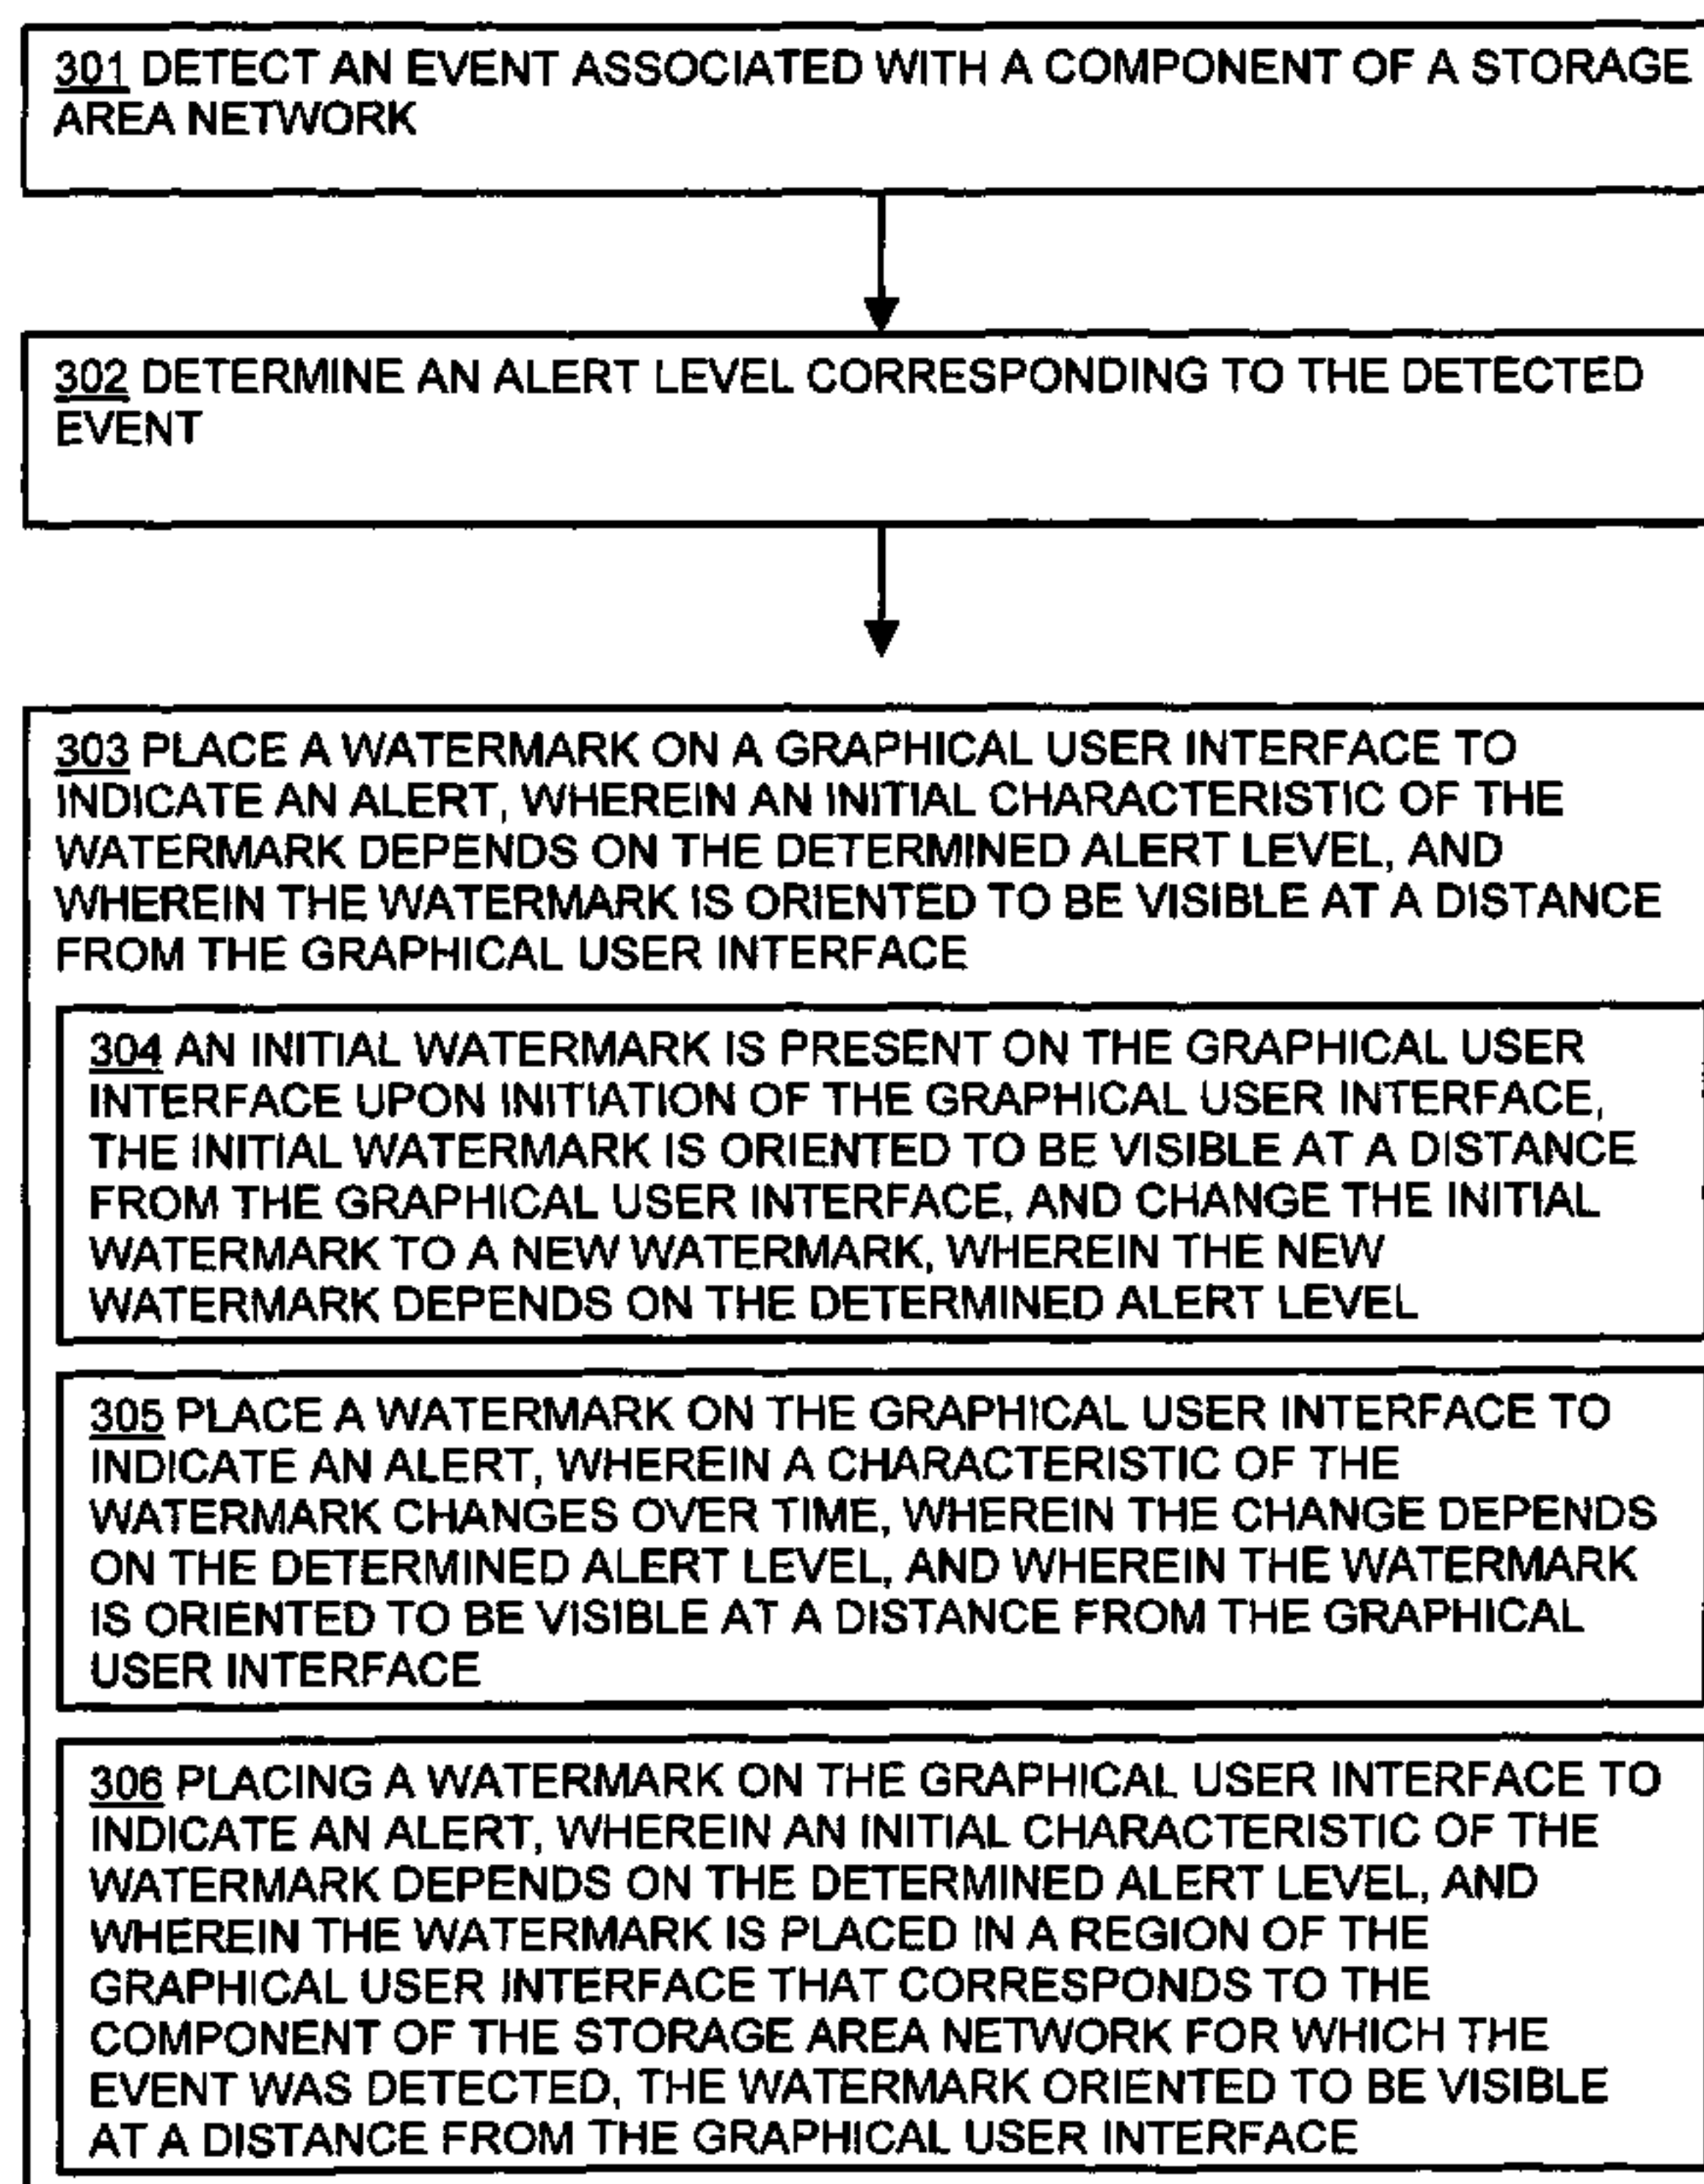 301 DETECT AN EVENT ASSOCIATED WITH A COMPONENT OF A STORAGE
AREA NETWORK
302 DETERMINE AN ALERT LEVEL CORRESPONDING TO THE DETECTED
EVENT
303 PLACE A WATERMARK ON A GRAPHICAL USER INTERFACE TO
INDICATE AN ALERT, WHEREIN AN INITIAL CHARACTERISTIC OF THE
WATERMARK DEPENDS ON THE DETERMINED ALERT LEVEL, AND
WHEREIN THE WATERMARK IS ORIENTED TO BE VISIBLE AT A DISTANCE
FROM THE GRAPHICAL USER INTERFACE
304 AN INITIAL WATERMARK IS PRESENT ON THE GRAPHICAL USER
INTERFACE UPON INITIATION OF THE GRAPHICAL USER INTERFACE,
THE INITIAL WATERMARK IS ORIENTED TO BE VISIBLE AT A DISTANCE
FROM THE GRAPHICAL USER INTERFACE, AND CHANGE THE INITIAL
WATERMARK TO A NEW WATERMARK, WHEREIN THE NEW
WATERMARK DEPENDS ON THE DETERMINED ALERT LEVEL
305 PLACE A WATERMARK ON THE GRAPHICAL USER INTERFACE TO
INDICATE AN ALERT, WHEREIN A CHARACTERISTIC OF THE
WATERMARK CHANGES OVER TIME, WHEREIN THE CHANGE DEPENDS
ON THE DETERMINED ALERT LEVEL, AND WHEREIN THE WATERMARK
IS ORIENTED TO BE VISIBLE AT A DISTANCE FROM THE GRAPHICAL
USER INTERFACE
306 PLACING A WATERMARK ON THE GRAPHICAL USER INTERFACE TO
INDICATE AN ALERT, WHEREIN AN INITIAL CHARACTERISTIC OF THE
WATERMARK DEPENDS ON THE DETERMINED ALERT LEVEL, AND
WHEREIN THE WATERMARK IS PLACED IN A REGION OF THE
GRAPHICAL USER INTERFACE THAT CORRESPONDS TO THE
COMPONENT OF THE STORAGE AREA NETWORK FOR WHICH THE
EVENT WAS DETECTED, THE WATERMARK ORIENTED TO BE VISIBLE
AT A DISTANCE FROM THE GRAPHICAL USER INTERFACE